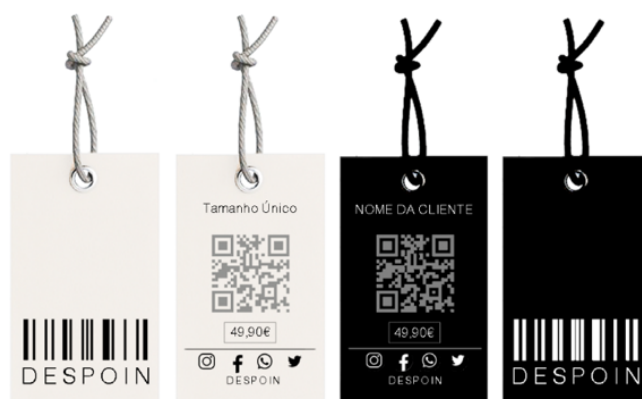 DESPOIN
Tamanho Único
49,90€
DESPOIN
NOME DA CLIENTE
49,90€
DESPOIN
DESPOIN